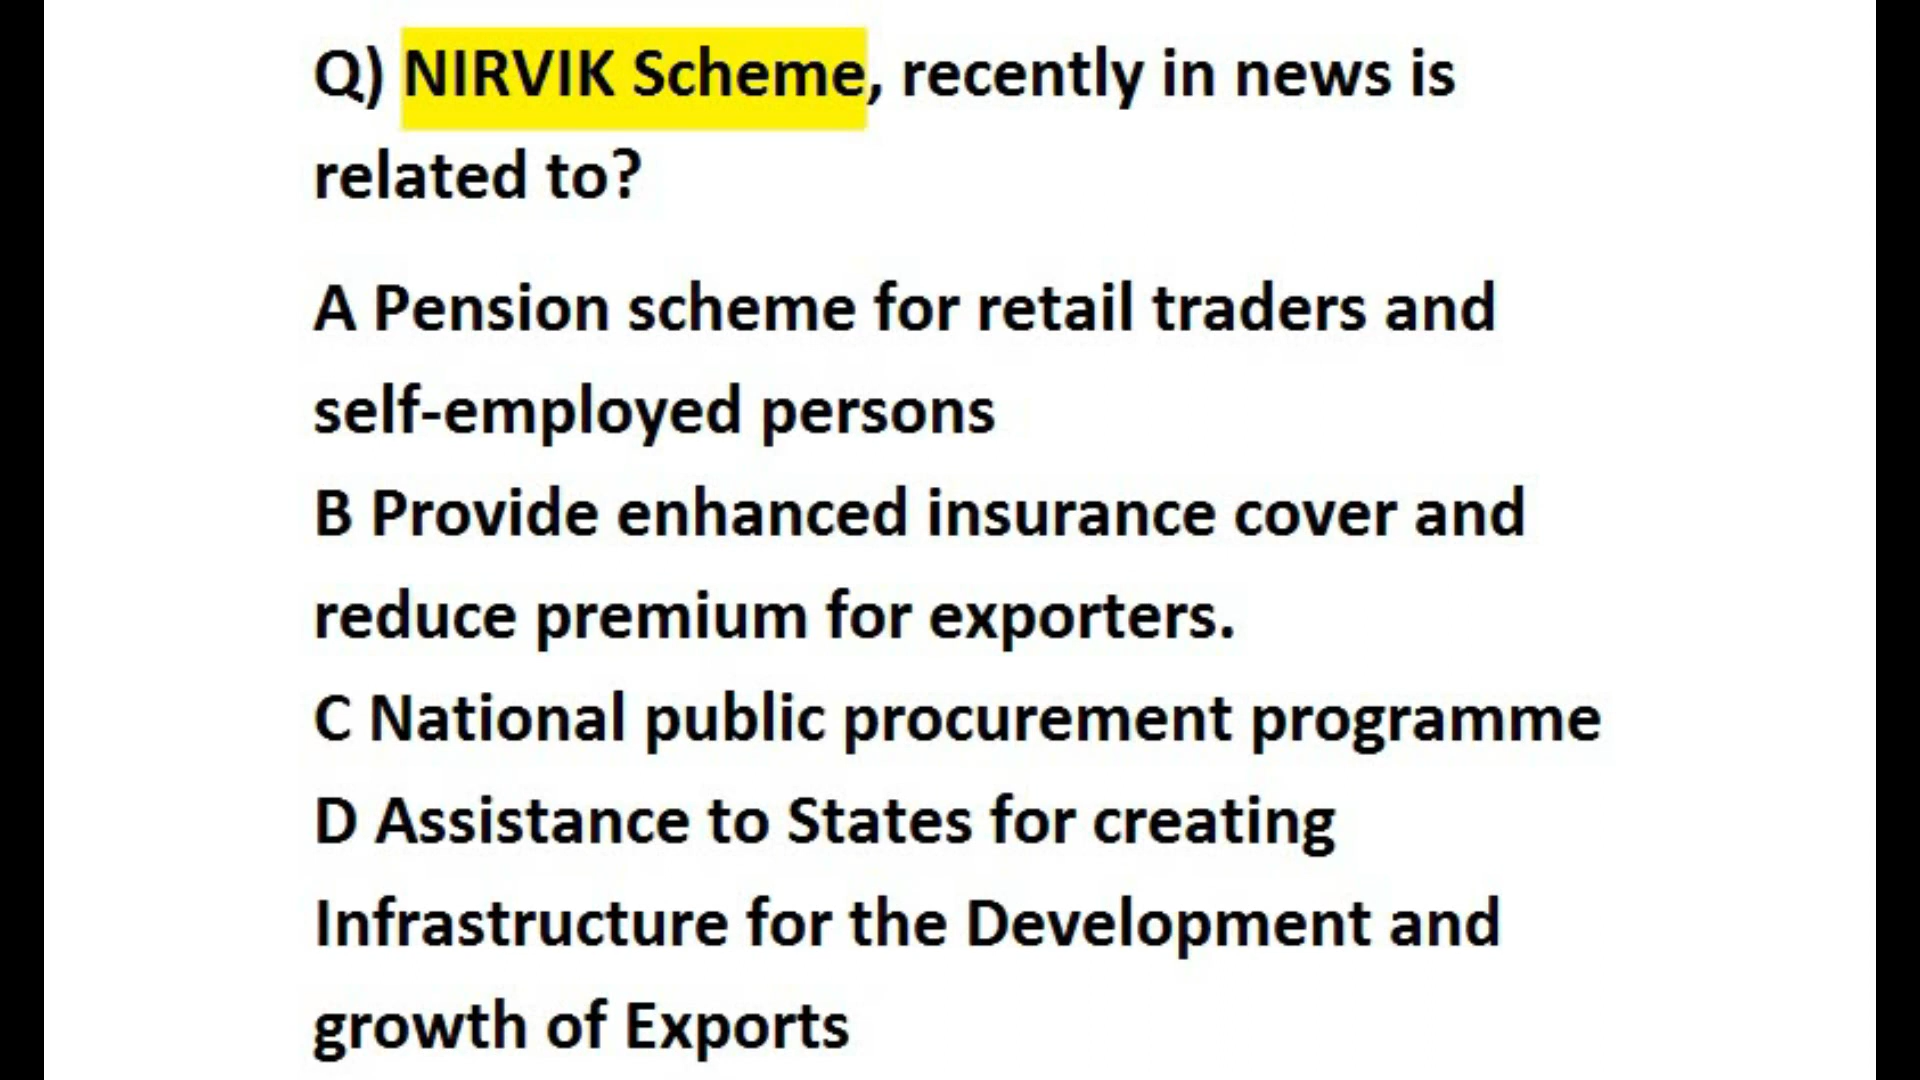 Q) NIRVIK Scheme, recently in news is
related to?
A Pension scheme for retail traders and
self-employed persons
B Provide enhanced insurance cover and
reduce premium for exporters.
C National public procurement programme
D Assistance to States for creating
Infrastructure for the Development and
growth of Exports